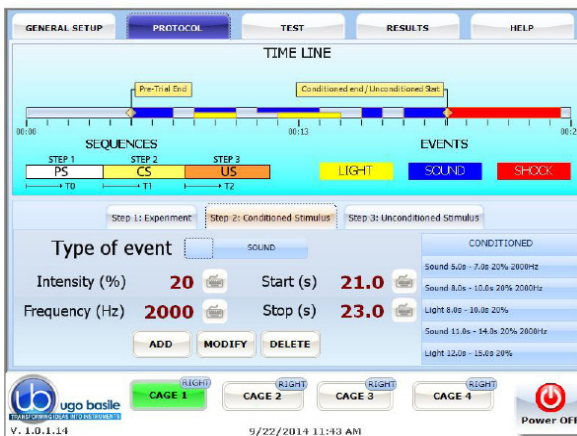 GENERAL SETUP PROTOCOL TEST RESULTS HELP
TIME LINE
Pre-Trial End Conditioned end/Unconditioned Start
00:00 00:13 00:2
SEQUENCES EVENTS
STEP 1 STEP 2 STEP 3
PS CS US LIGHT SOUND SHOCK
T0 T1 T2
Step 1: Experiment Step 2: Conditioned Stimulus Step 3: Unconditioned Stimulus
Type of event SOUND CONDITIONED
Sound 5.0s - 7.0s 20% 2000Hz
Intensity (%) 20 Start (s) 21.0
Sound 8.0s - 10.0s 20% 2000Hz
Frequency (Hz) 2000 Stop (s) 23.0
Light 8.0s - 10.0s 20%
Sound 11.0s - 14.0s 20% 2000Hz
ADD MODIFY DELETE
Light 12.0s - 15.0s 20%
RIGHT RIGHT RIGHT RIGHT
ub ugo basile CAGE 1 CAGE 2 CAGE 3 CAGE 4
TRANSFORMING IDEAS INTO INSTRUMENTS
Power OFF
V. 1.0.1.14 9/22/2014 11:43 AM